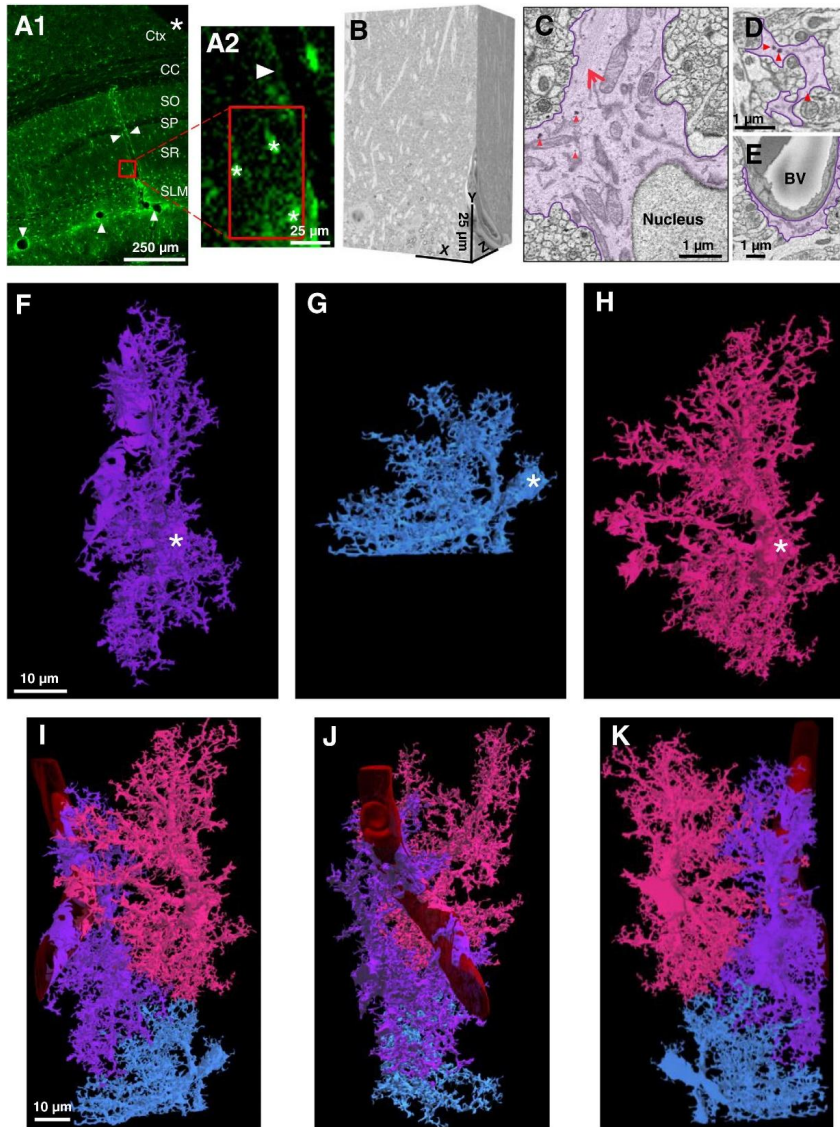 A1
*
Ctx
CC
SO
SP
SR
SLM
250 µm
A2
*
*
*
25 µm
B
Y
25 µm
X
Z
C
Nucleus
1 µm
D
1 µm
E
BV
1 µm
F
*
10 µm
G
*
H
*
I
10 µm
J
K